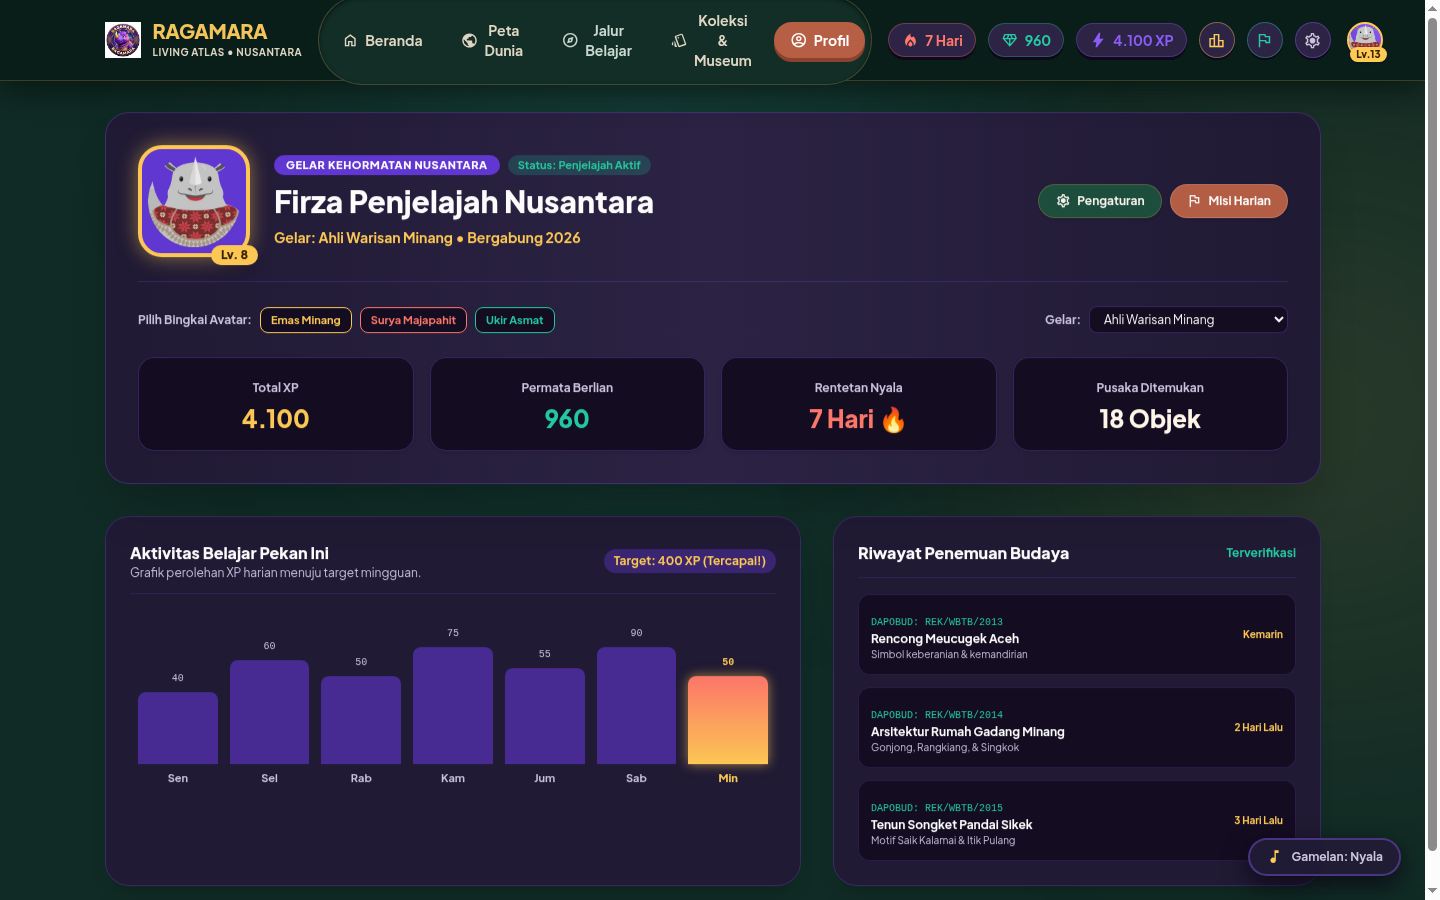 RAGAMARA
LIVING ATLAS • NUSANTARA
Beranda
Peta
Dunia
Jalur
Belajar
Koleksi
&
Museum
Profil
7 Hari
960
4.100 XP
Lv.13
Lv. 8
GELAR KEHORMATAN NUSANTARA
Status: Penjelajah Aktif
Firza Penjelajah Nusantara
Gelar: Ahli Warisan Minang • Bergabung 2026
Pengaturan
Misi Harian
Pilih Bingkai Avatar:
Emas Minang
Surya Majapahit
Ukir Asmat
Gelar:
Ahli Warisan Minang
Total XP
4.100
Permata Berlian
960
Rentetan Nyala
7 Hari 🔥
Pusaka Ditemukan
18 Objek
Aktivitas Belajar Pekan Ini
Grafik perolehan XP harian menuju target mingguan.
Target: 400 XP (Tercapai!)
40
60
50
75
55
90
50
Sen
Sel
Rab
Kam
Jum
Sab
Min
Riwayat Penemuan Budaya
Terverifikasi
DAPOBUD: REK/WBTB/2013
Rencong Meucugek Aceh
Simbol keberanian & kemandirian
Kemarin
DAPOBUD: REK/WBTB/2014
Arsitektur Rumah Gadang Minang
Gonjong, Rangkiang, & Singkok
2 Hari Lalu
DAPOBUD: REK/WBTB/2015
Tenun Songket Pandai Sikek
Motif Saik Kalamai & Itik Pulang
3 Hari Lalu
Gamelan: Nyala